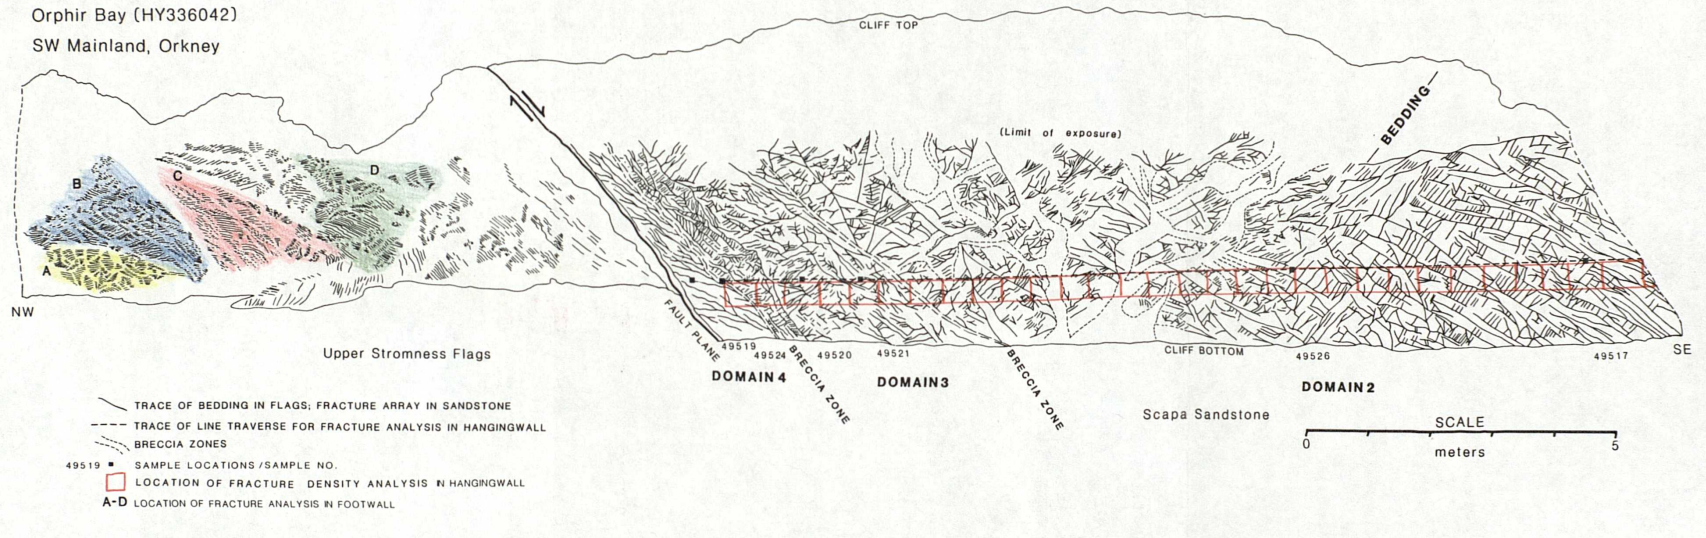 Orphir Bay (HY336042)
SW Mainland, Orkney
CLIFF TOP
BEDDING
(Limit of exposure)
B
C
D
A
NW
FAULT PLANE
49519
49524
BRECCIA ZONE
49520
49521
BRECCIA ZONE
CLIFF BOTTOM
49526
49517
SE
Upper Stromness Flags
DOMAIN 4
DOMAIN 3
DOMAIN 2
Scapa Sandstone
TRACE OF BEDDING IN FLAGS; FRACTURE ARRAY IN SANDSTONE
TRACE OF LINE TRAVERSE FOR FRACTURE ANALYSIS IN HANGINGWALL
BRECCIA ZONES
49519 SAMPLE LOCATIONS / SAMPLE NO.
LOCATION OF FRACTURE DENSITY ANALYSIS IN HANGINGWALL
A-D LOCATION OF FRACTURE ANALYSIS IN FOOTWALL
SCALE
0 5
meters